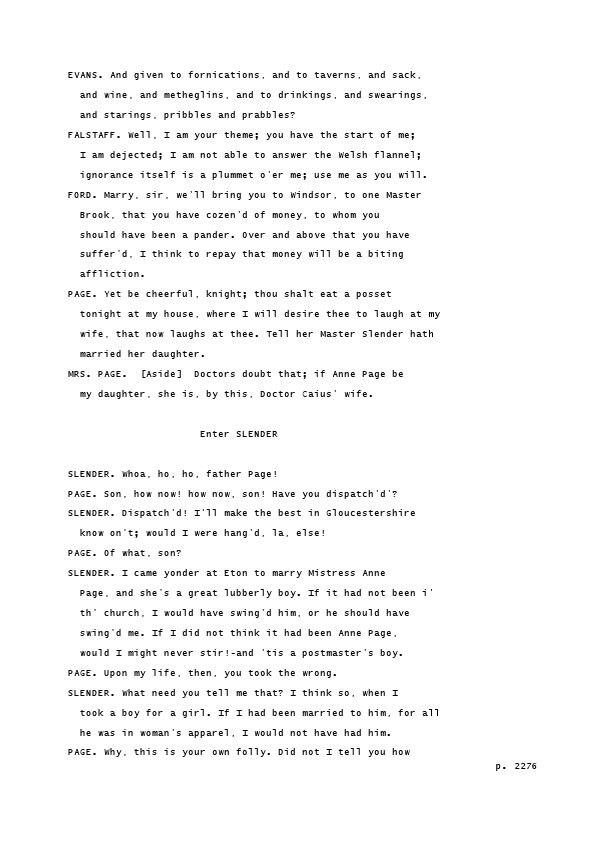 EVANS. And given to fornications, and to taverns, and sack,
and wine, and metheglins, and to drinkings, and swearings,
and starings, pribbles and prabbles?
FALSTAFF. Well, I am your theme; you have the start of me;
I am dejected; I am not able to answer the Welsh flannel;
ignorance itself is a plummet o'er me; use me as you will.
FORD. Marry, sir, we'll bring you to Windsor, to one Master
Brook, that you have cozen'd of money, to whom you
should have been a pander. Over and above that you have
suffer'd, I think to repay that money will be a biting
affliction.
PAGE. Yet be cheerful, knight; thou shalt eat a posset
tonight at my house, where I will desire thee to laugh at my
wife, that now laughs at thee. Tell her Master Slender hath
married her daughter.
MRS. PAGE. [Aside] Doctors doubt that; if Anne Page be
my daughter, she is, by this, Doctor Caius' wife.
Enter SLENDER
SLENDER. Whoa, ho, ho, father Page!
PAGE. Son, how now! how now, son! Have you dispatch'd'?
SLENDER. Dispatch'd! I'll make the best in Gloucestershire
know on't; would I were hang'd, la, else!
PAGE. Of what, son?
SLENDER. I came yonder at Eton to marry Mistress Anne
Page, and she's a great lubberly boy. If it had not been i'
th' church, I would have swing'd him, or he should have
swing'd me. If I did not think it had been Anne Page,
would I might never stir!-and 'tis a postmaster's boy.
PAGE. Upon my life, then, you took the wrong.
SLENDER. What need you tell me that? I think so, when I
took a boy for a girl. If I had been married to him, for all
he was in woman's apparel, I would not have had him.
PAGE. Why, this is your own folly. Did not I tell you how
p. 2276